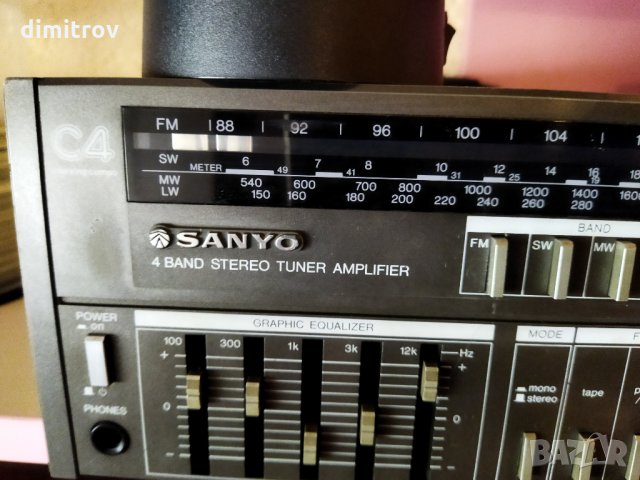 dimitrov
C4
FM 88 92 96 100 104
SW METER 6 49 7 41 8 10 31 12 25 14 16 19 18
MW 540 600 700 800 1000 1200 1400 1600
LW 150 160 180 200 220 240 260 280
SANYO
4 BAND STEREO TUNER AMPLIFIER
BAND
FM SW MW
POWER
on
PHONES
GRAPHIC EQUALIZER
100 300 1k 3k 12k Hz
+ +
0 0
MODE
mono
stereo
tape
BAZAR